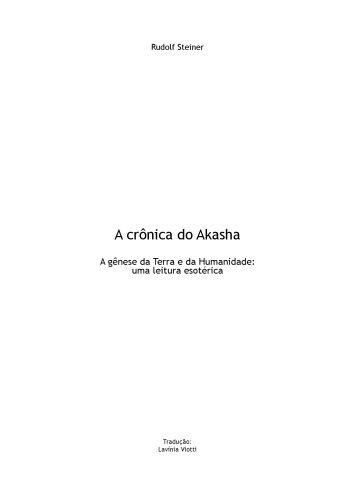 Rudolf Steiner
A crônica do Akasha
A gênese da Terra e da Humanidade:
uma leitura esotérica
Tradução:
Lavínia Viotti